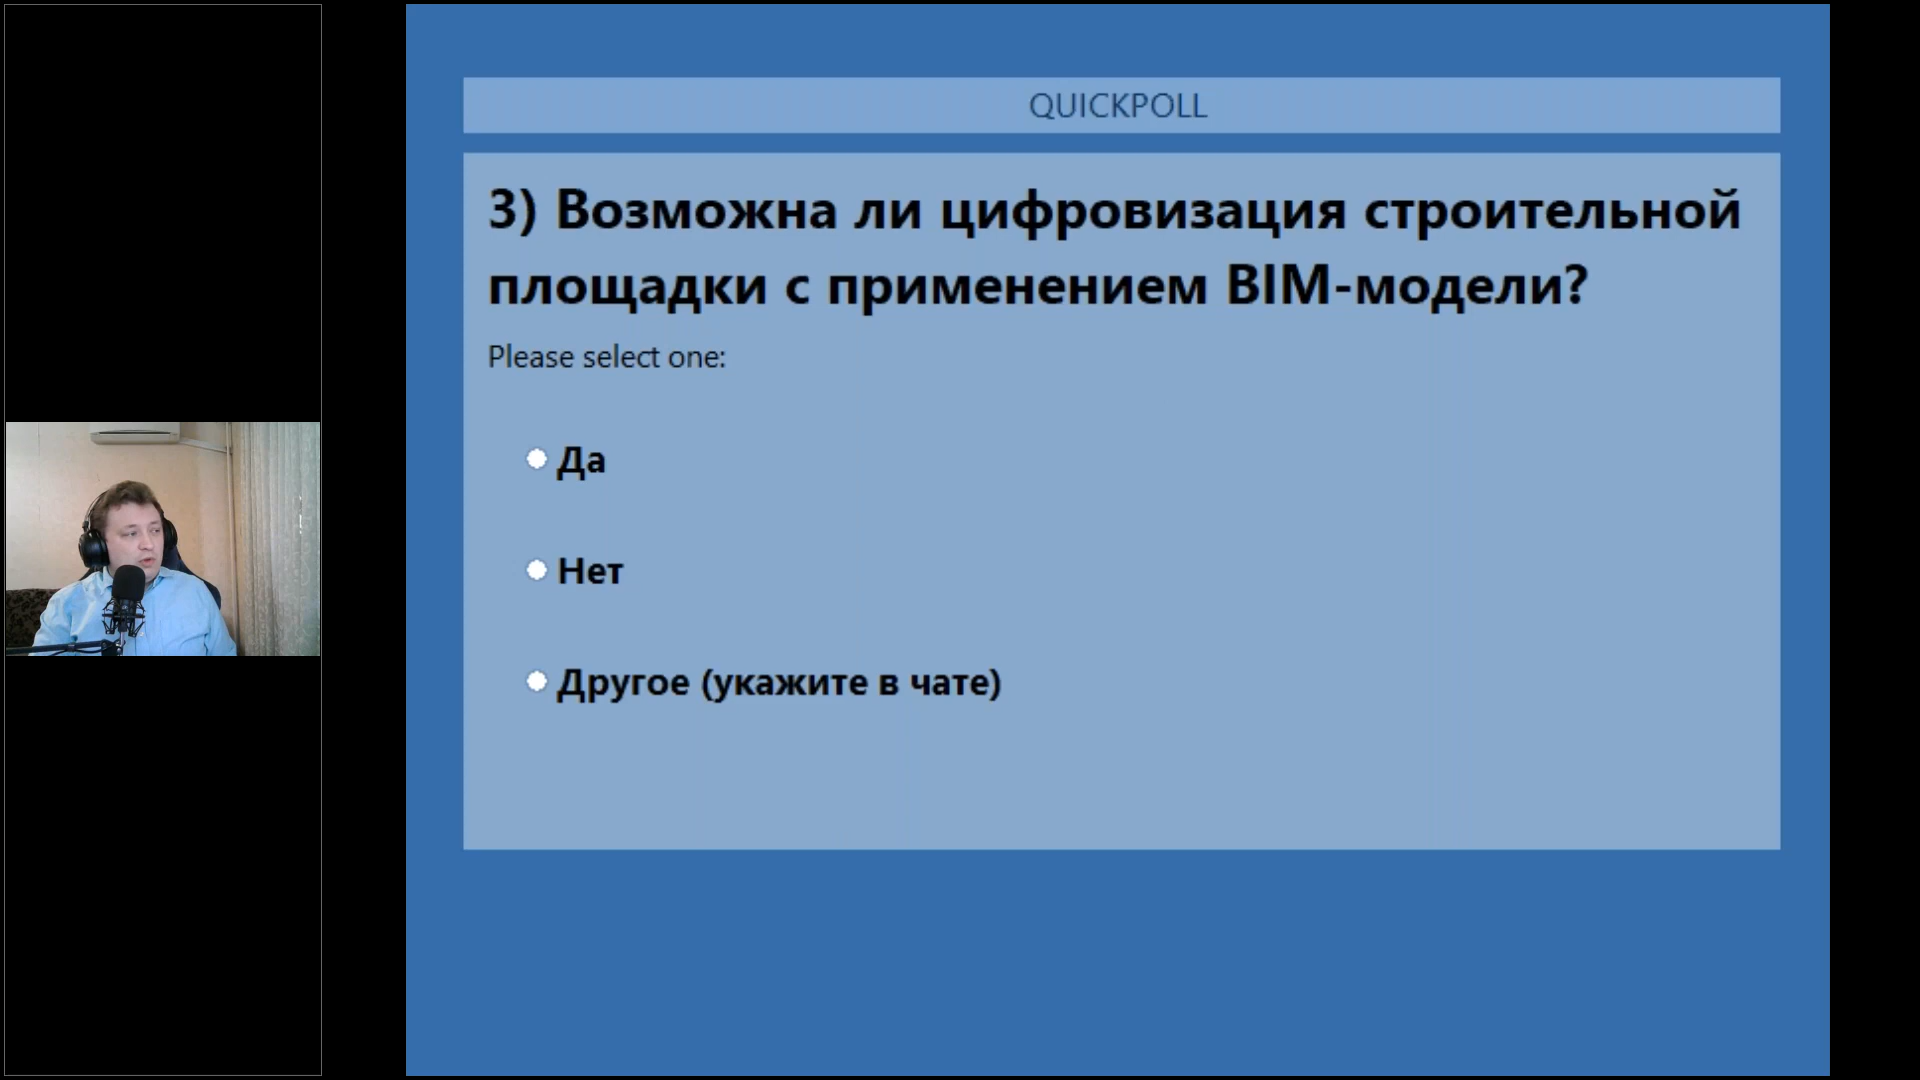 QUICKPOLL
3) Возможна ли цифровизация строительной
площадки с применением BIM-модели?
Please select one:
Да
Нет
Другое (укажите в чате)